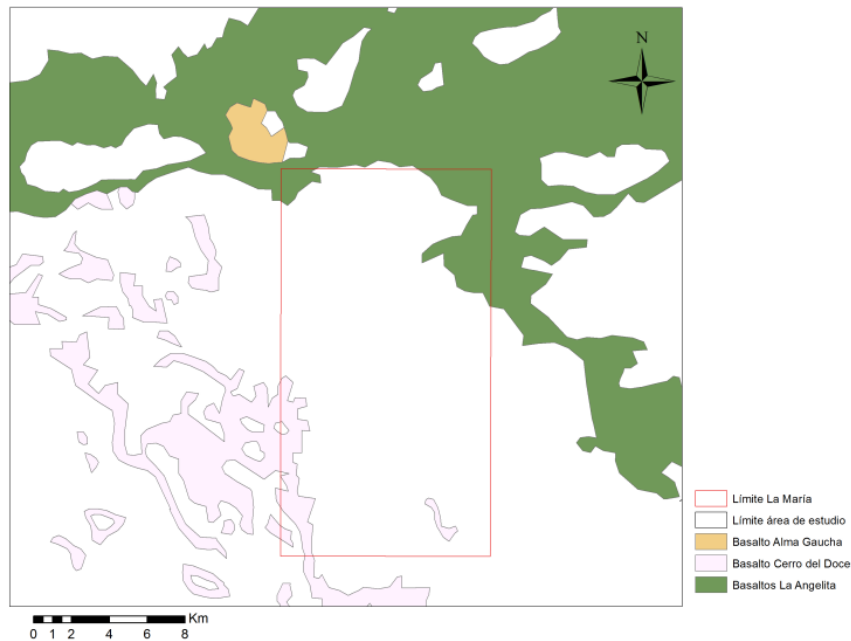 N
Límite La María
Límite área de estudio
Basalto Alma Gaucha
Basalto Cerro del Doce
Basaltos La Angelita
Km
0 1 2 4 6 8